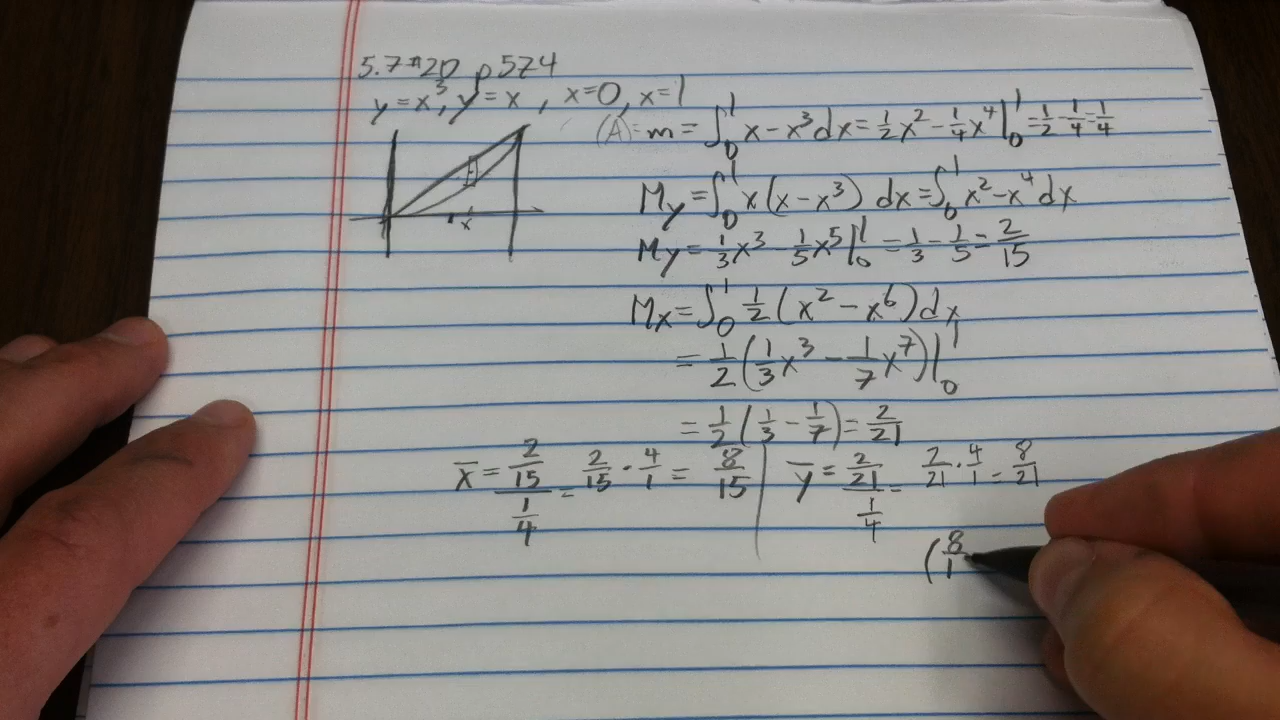 5.7 #20 p 574
y = x³, y = x , x=0, x=1
(A)= m = ∫₀¹ x - x³ dx = ½x² - ¼x⁴ |₀¹ = ½ - ¼ = ¼
x
My = ∫₀¹ x (x - x³) dx = ∫₀¹ x² - x⁴ dx
My = ⅓x³ - ⅕x⁵ |₀¹ = ⅓ - ⅕ = 2/15
Mx = ∫₀¹ ½ (x² - x⁶) dx
= ½ (⅓x³ - 1/7 x⁷) |₀¹
= ½ (⅓ - 1/7) = 2/21
x̄ = (2/15)/(1/4) = 2/15 · 4/1 = 8/15 | ȳ = (2/21)/(1/4) = 2/21 · 4/1 = 8/21
(8/1